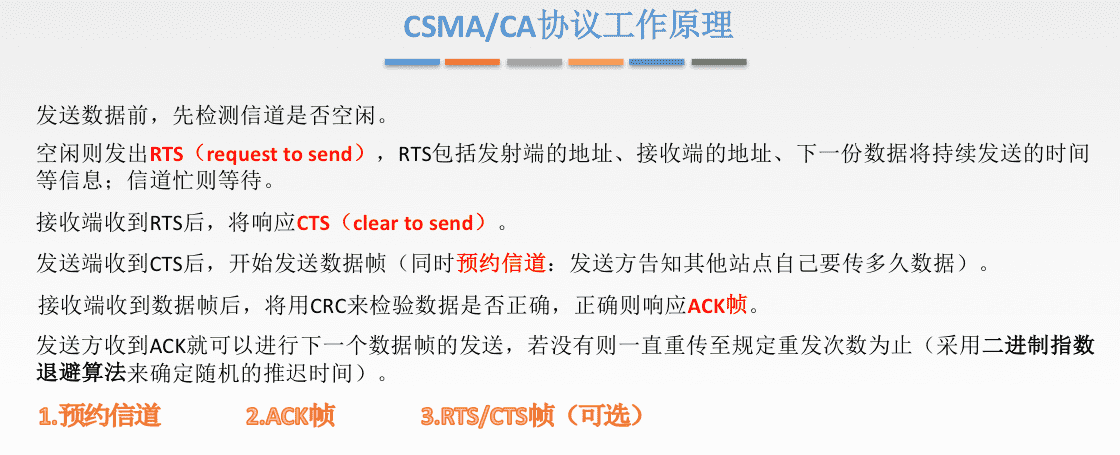 CSMA/CA协议工作原理
发送数据前，先检测信道是否空闲。
空闲则发出RTS（request to send），RTS包括发射端的地址、接收端的地址、下一份数据将持续发送的时间
等信息；信道忙则等待。
接收端收到RTS后，将响应CTS（clear to send）。
发送端收到CTS后，开始发送数据帧（同时预约信道：发送方告知其他站点自己要传多久数据）。
接收端收到数据帧后，将用CRC来检验数据是否正确，正确则响应ACK帧。
发送方收到ACK就可以进行下一个数据帧的发送，若没有则一直重传至规定重发次数为止（采用二进制指数
退避算法来确定随机的推迟时间）。
1.预约信道 2.ACK帧 3.RTS/CTS帧（可选）